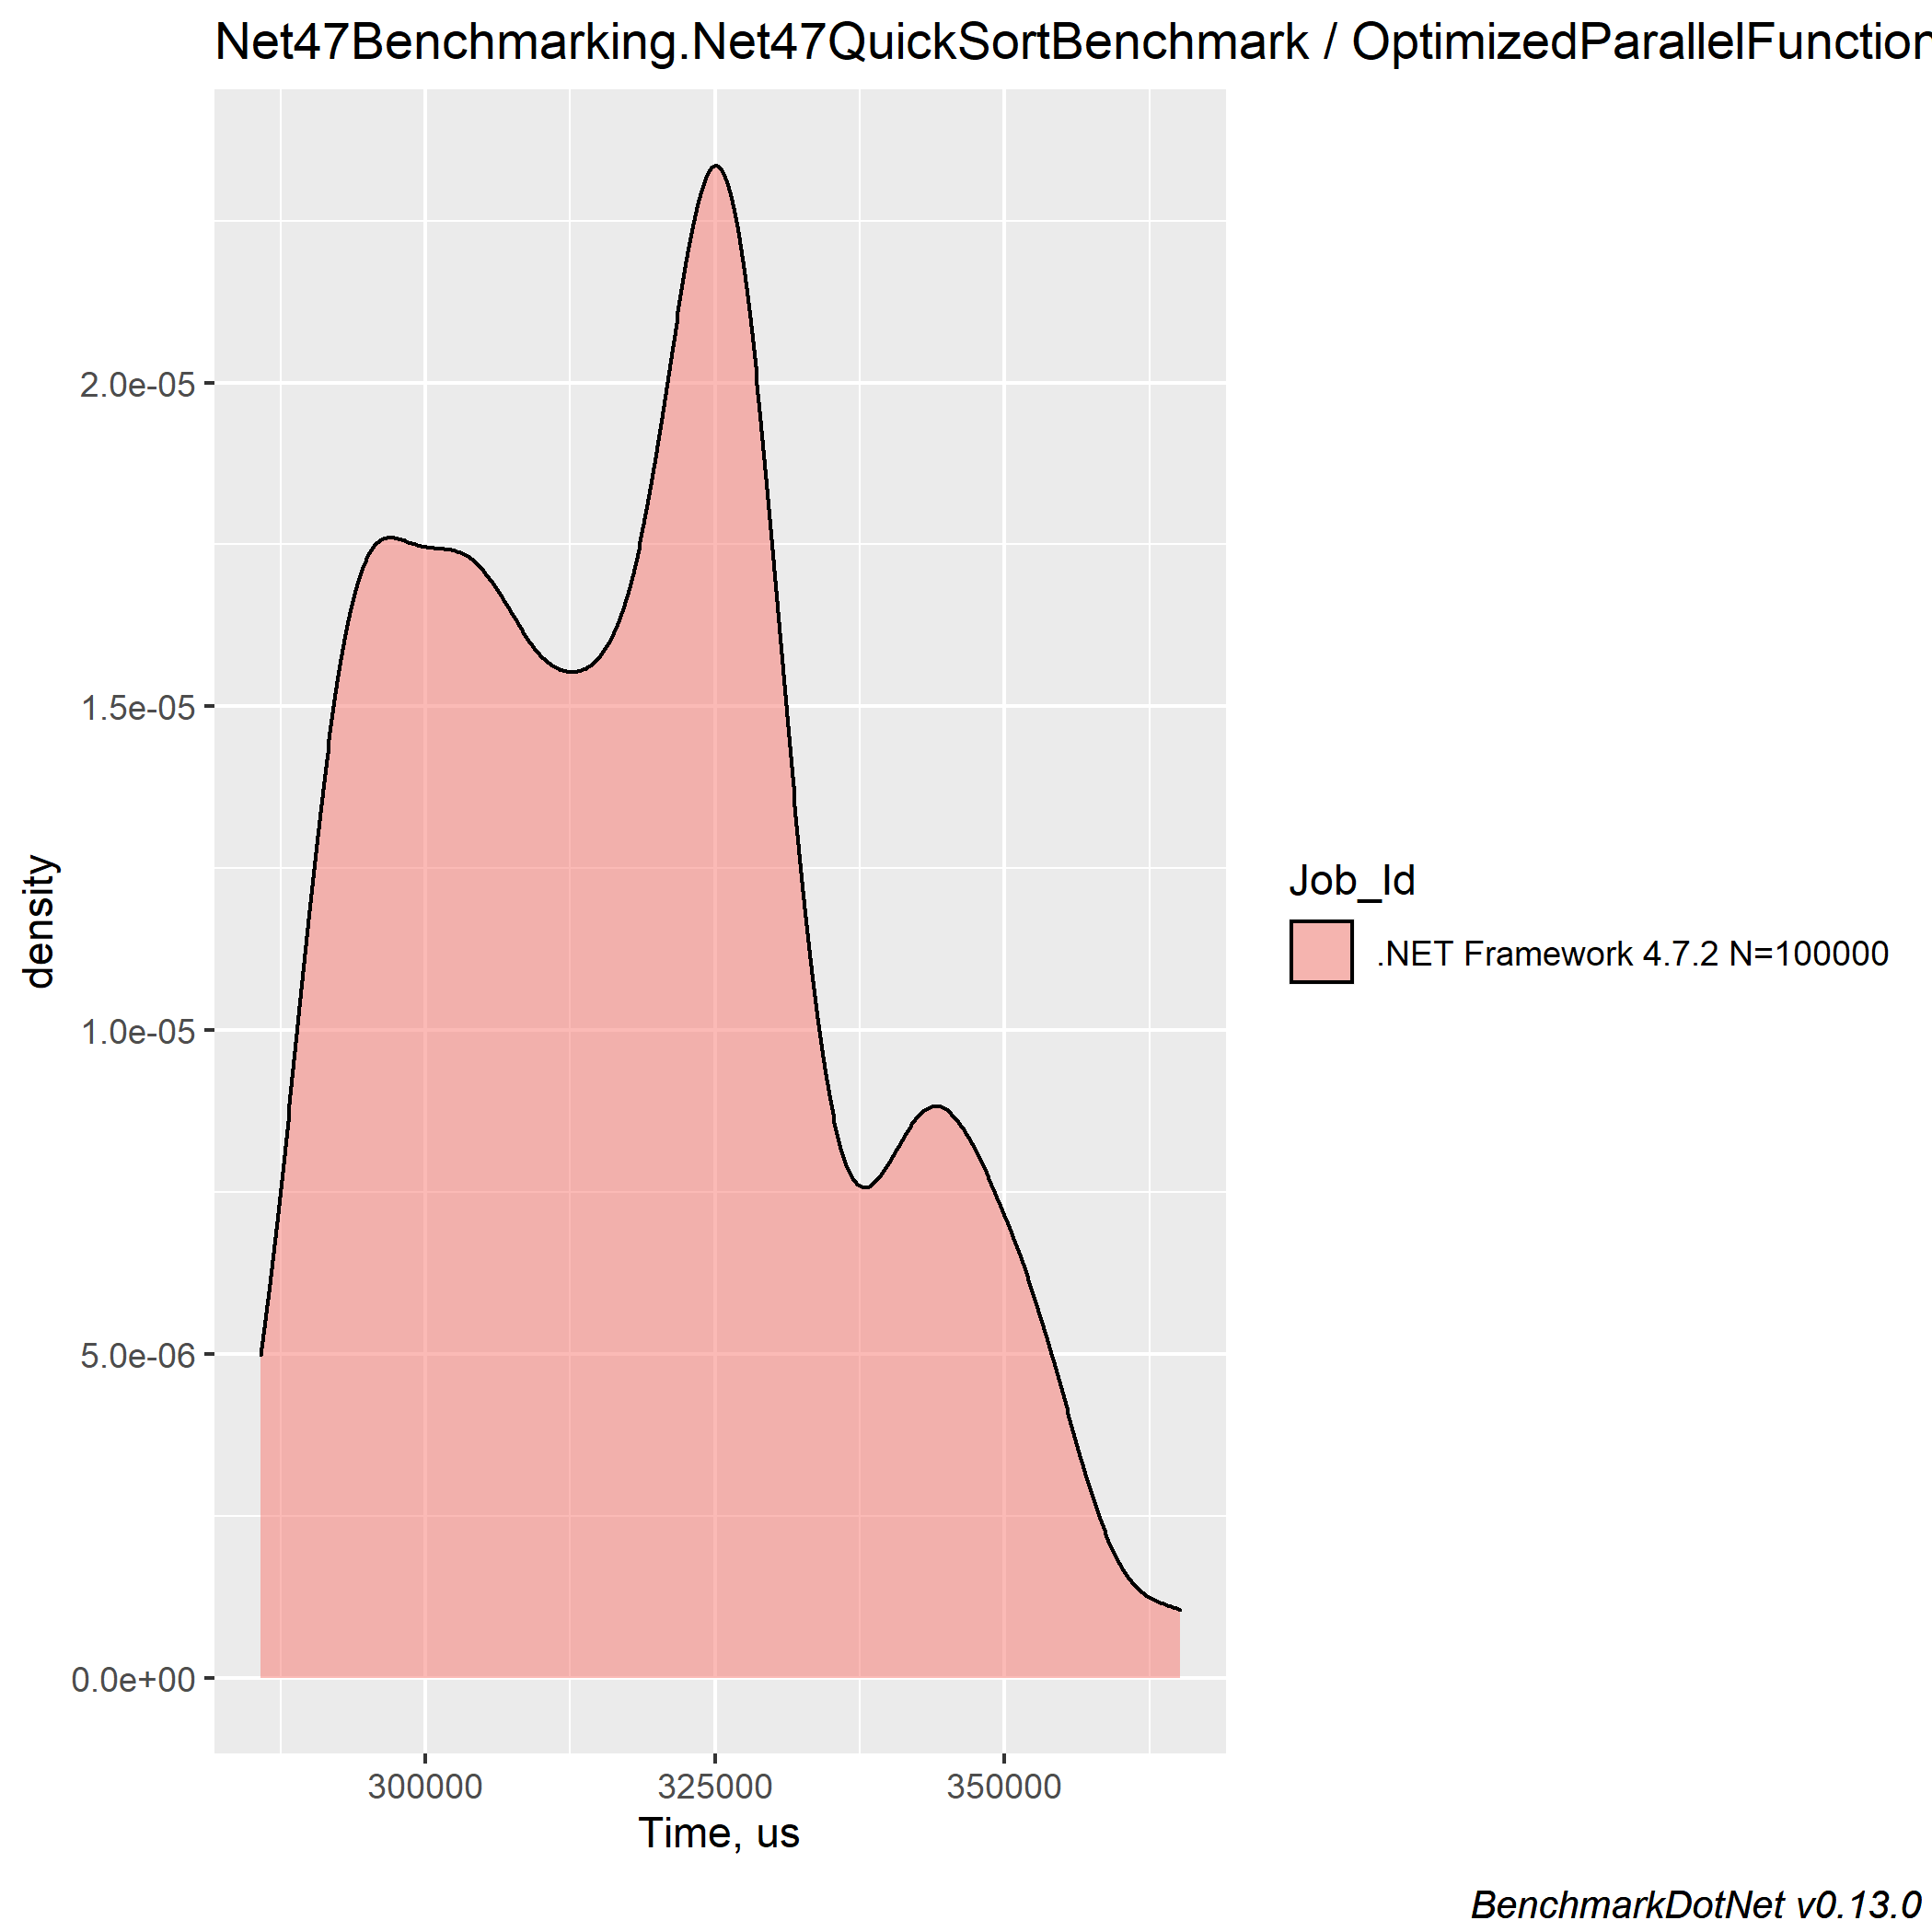 Net47Benchmarking.Net47QuickSortBenchmark / OptimizedParallelFunction
density
2.0e-05
1.5e-05
1.0e-05
5.0e-06
0.0e+00
300000 325000 350000
Time, us
Job_Id
.NET Framework 4.7.2 N=100000
BenchmarkDotNet v0.13.0